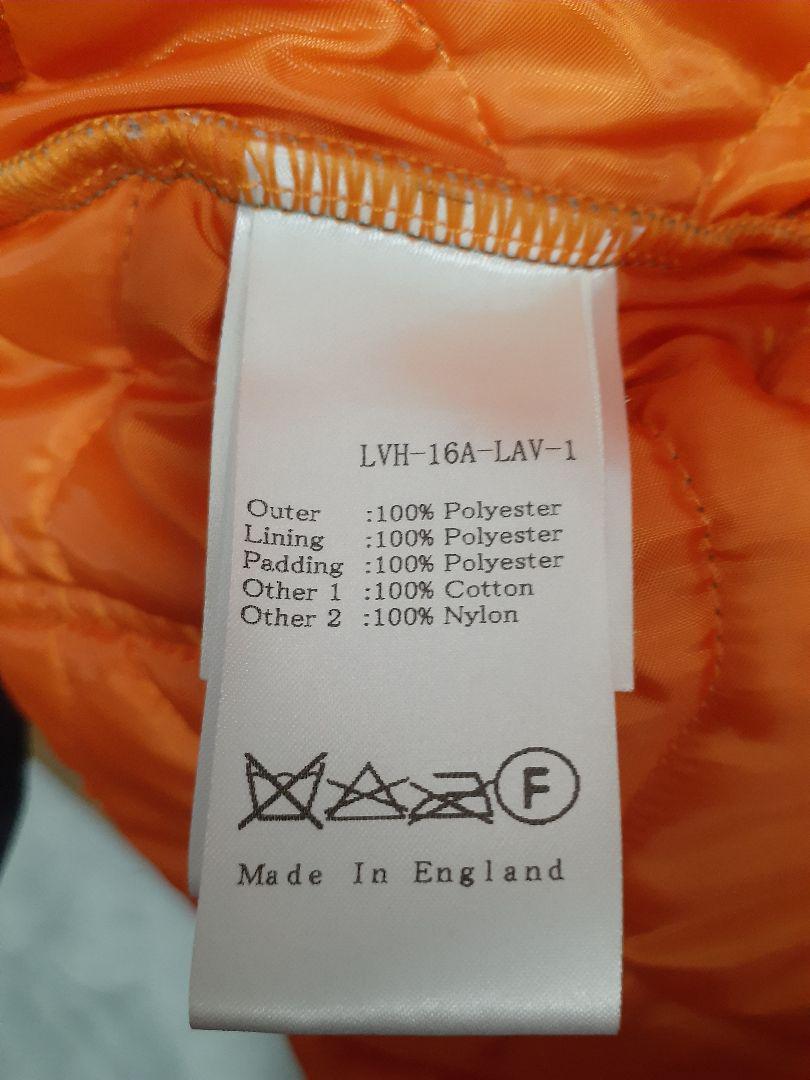 LVH-16A-LAV-1
Outer :100% Polyester
Lining :100% Polyester
Padding :100% Polyester
Other 1 :100% Cotton
Other 2 :100% Nylon
F
Made In England